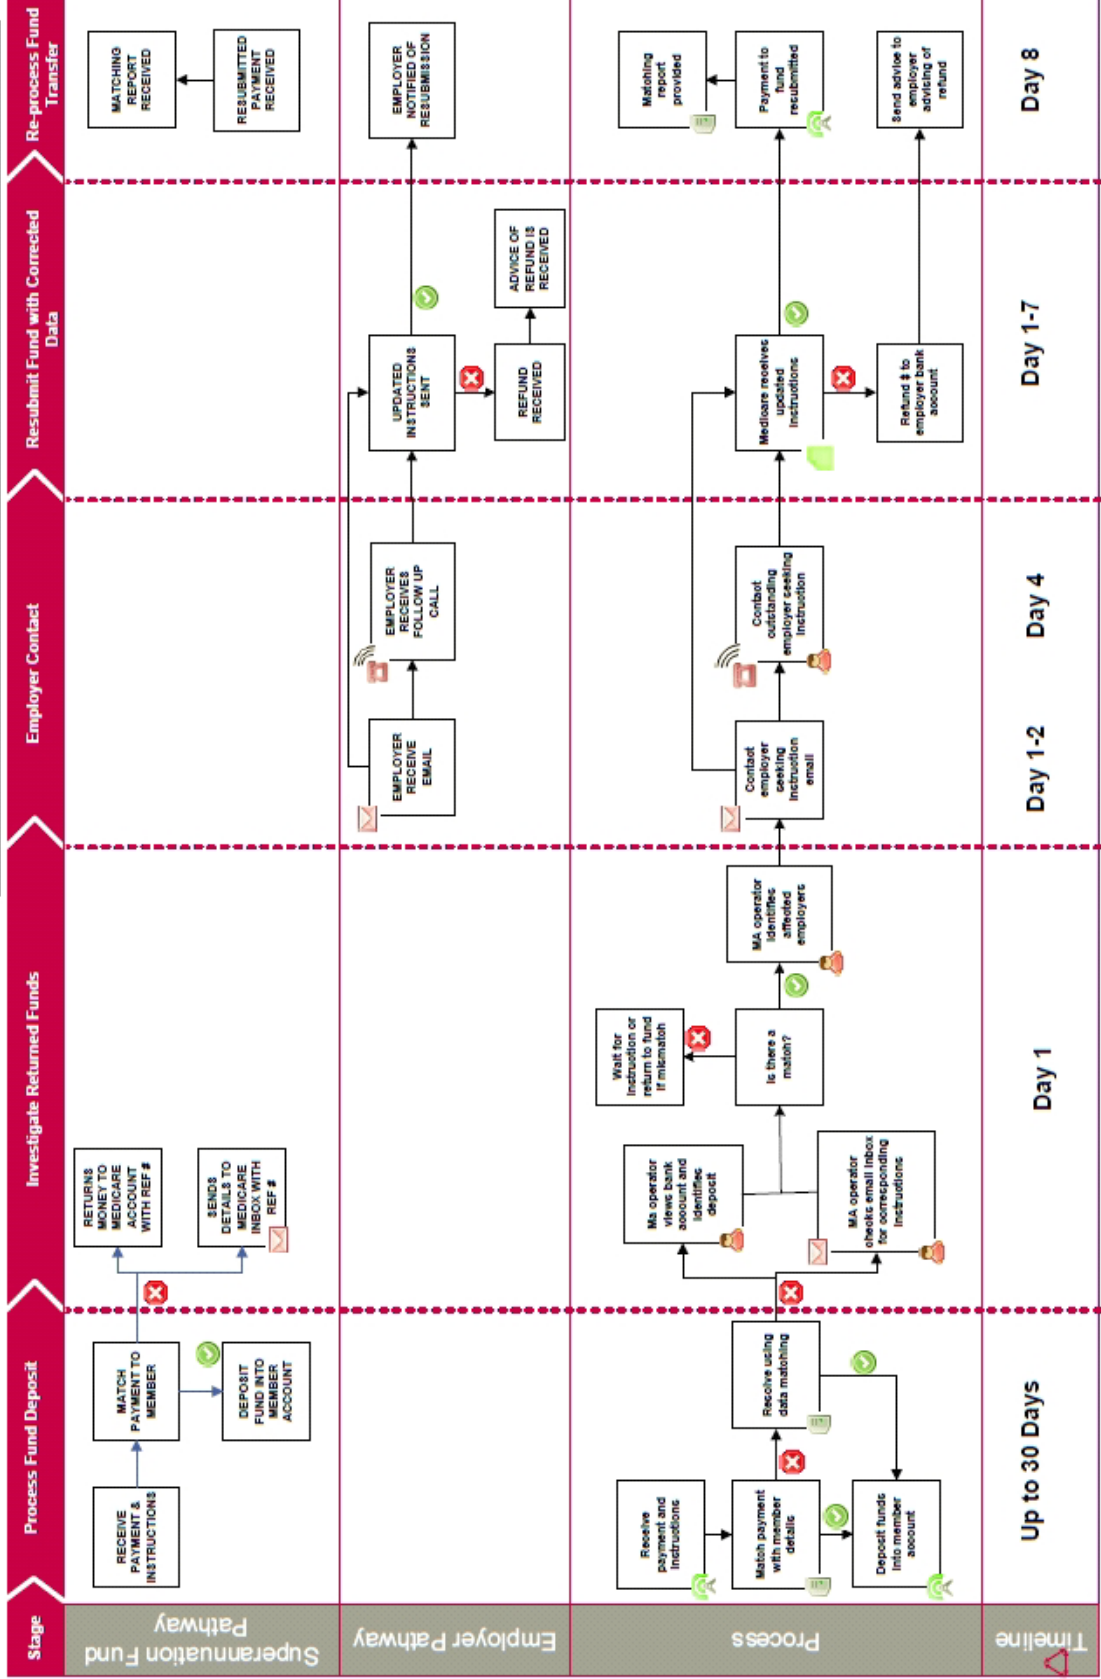 Stage
Process Fund Deposit
Investigate Returned Funds
Employer Contact
Resubmit Fund with Corrected
Data
Re-process Fund
Transfer
Superannuation Fund
Pathway
RECEIVE
PAYMENT &
INSTRUCTIONS
MATCH
PAYMENT TO
MEMBER
DEPOSIT
FUND INTO
MEMBER
ACCOUNT
RETURNS
MONEY TO
MEDICARE
ACCOUNT
WITH REF #
SENDS
DETAILS TO
MEDICARE
INBOX WITH
REF #
MATCHING
REPORT
RECEIVED
RESUBMITTED
PAYMENT
RECEIVED
Employer Pathway
EMPLOYER
RECEIVE
EMAIL
EMPLOYER
RECEIVES
FOLLOW UP
CALL
UPDATED
INSTRUCTIONS
SENT
REFUND
RECEIVED
ADVICE OF
REFUND IS
RECEIVED
EMPLOYER
NOTIFIED OF
RESUBMISSION
Process
Receive
payment and
instructions
Match payment
with member
details
Deposit funds
into member
account
Resolve using
data matching
Ma operator
views bank
account and
identifies
deposit
MA operator
checks email inbox
for corresponding
instructions
Wait for
instruction or
return to fund
if mismatch
Is there a
match?
MA operator
identifies
affected
employers
Contact
employer
seeking
instruction
email
Contact
outstanding
employer seeking
instruction
Medicare receives
updated
instructions
Refund $ to
employer bank
account
Matching
report
provided
Payment to
fund
resubmitted
Send advice to
employer
advising of
refund
Timeline
Up to 30 Days
Day 1
Day 1-2
Day 4
Day 1-7
Day 8